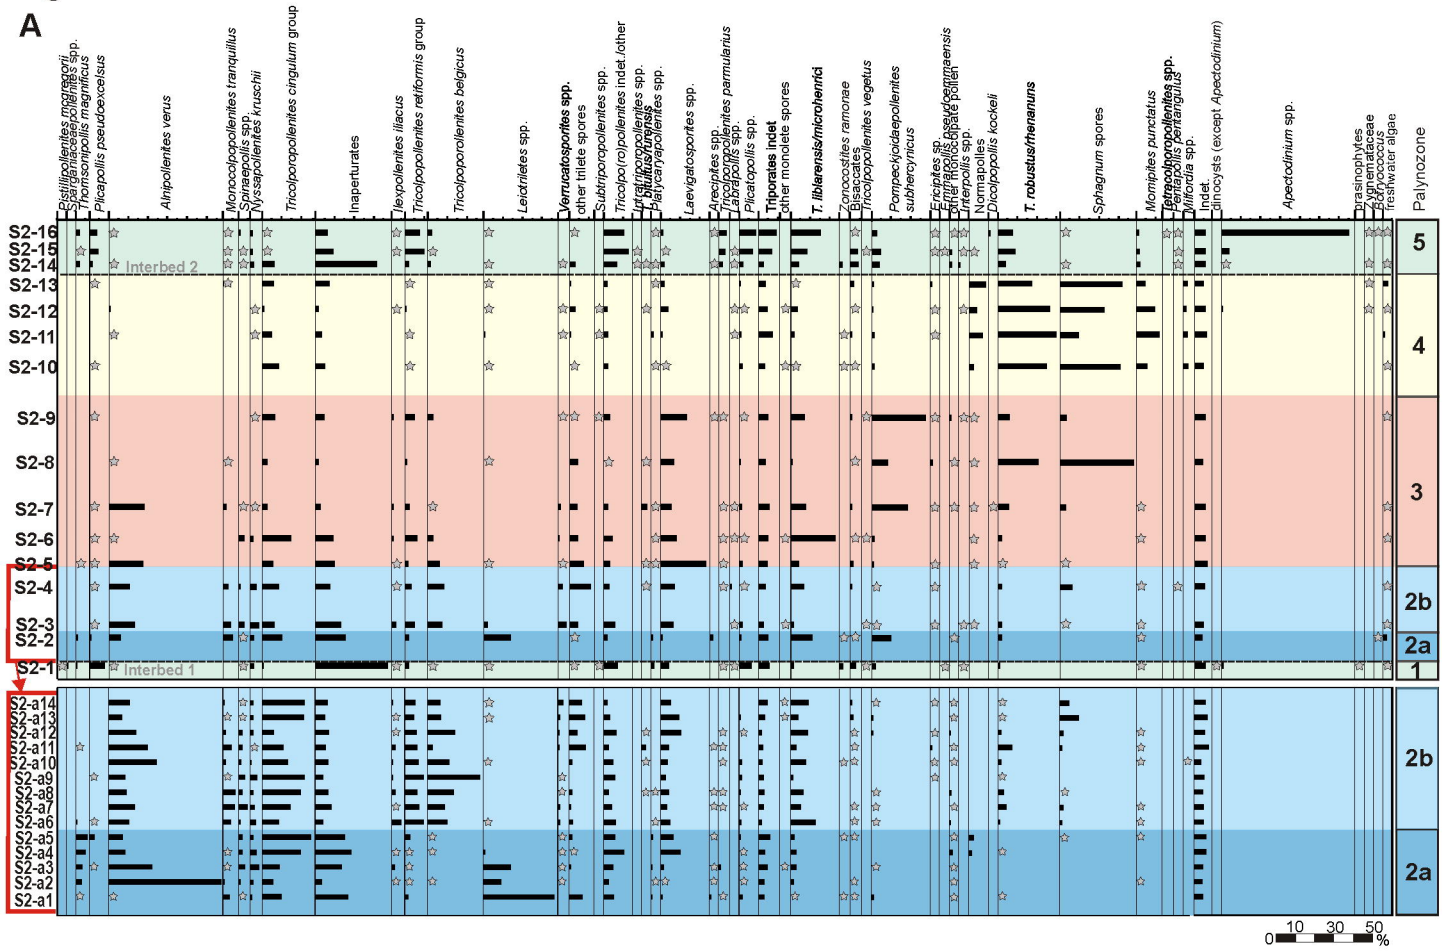 A
Pistillipollenites mcgregorii
Sparganiaceaepollenites spp.
Thomsonipollis magnificus
Plicapollis pseudoexcelsus
Alnipollenites verus
Monocolpopollenites tranquillus
Spinaepollis spp.
Nyssapollenites kruschii
Tricolporopollenites cingulum group
Inaperturates
Ilexpollenites iliacus
Tricolpopollenites retiformis group
Tricolporopollenites belgicus
Leiotriletes spp.
Verrucatosporites spp.
other trilete spores
Subtriporopollenites spp.
Tricolpo(ro)pollenites indet./other
Intratriporopollenites spp.
Platycaryapollenites spp.
Laevigatosporites spp.
Arecipites spp.
Tricolporopollenites parmularius
Labrapollis spp.
Plicatopollis spp.
Triporates indet
other monolete spores
T. liblarensis/microhenrici
Zonocostites ramonae
Bisaccates
Tricolpopollenites vegetus
Pompeckjoidaepollenites
subhercynicus
Ericipites sp.
Emmapollis pseudoemmaensis
other monocolpate pollen
Interpollis spp.
Normapolles
Dicolpopollis kockeli
T. robustus/rhenanuns
Sphagnum spores
Momipites punctatus
Tetracolporopollenites spp.
Pentapollis pentangulus
Milfordia spp.
Indet.
dinocysts (except Apectodinium)
Apectodinium spp.
prasinophytes
Zygnemataceae
Botryococcus
freshwater algae
Palynozone
S2-16
S2-15
S2-14
Interbed 2
5
S2-13
S2-12
S2-11
S2-10
4
S2-9
S2-8
S2-7
S2-6
S2-5
3
S2-4
S2-3
2b
S2-2
2a
S2-1
Interbed 1
1
S2-a14
S2-a13
S2-a12
S2-a11
S2-a10
S2-a9
S2-a8
S2-a7
S2-a6
2b
S2-a5
S2-a4
S2-a3
S2-a2
S2-a1
2a
0 10 30 50
%